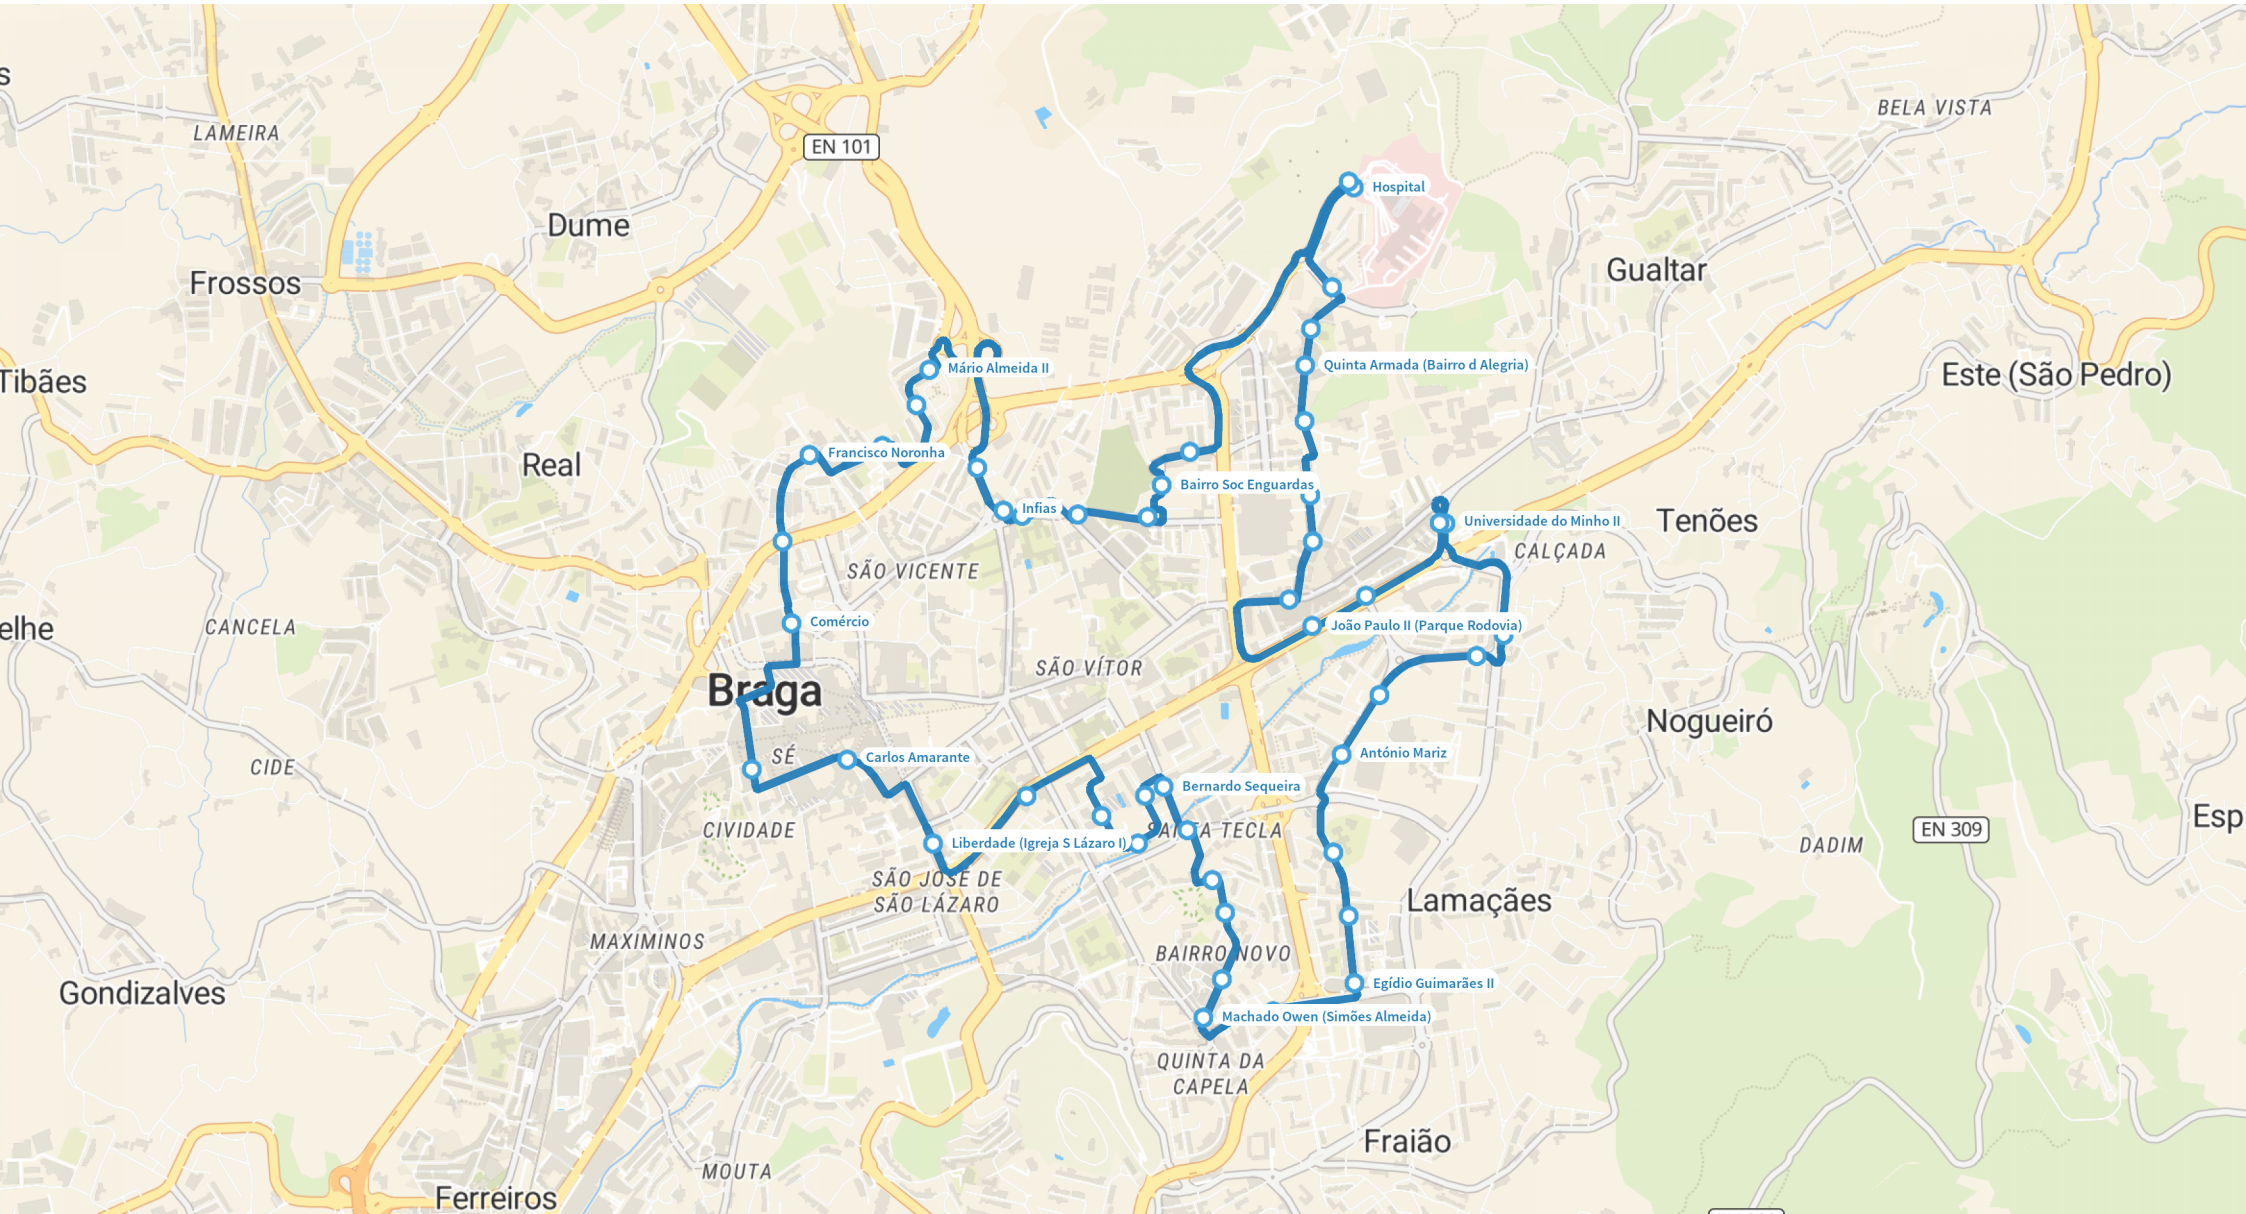 s
LAMEIRA
EN 101
BELA VISTA
Dume
Hospital
Frossos
Gualtar
Mário Almeida II
Quinta Armada (Bairro d Alegria)
Tibães
Este (São Pedro)
Real
Francisco Noronha
Bairro Soc Enguardas
Infias
Universidade do Minho II
Tenões
CALÇADA
SÃO VICENTE
elhe
CANCELA
Comércio
João Paulo II (Parque Rodovia)
SÃO VÍTOR
Braga
Nogueiró
SÉ
Carlos Amarante
António Mariz
CIDE
Bernardo Sequeira
CIVIDADE
SANTA TECLA
EN 309
Esp
DADIM
Liberdade (Igreja S Lázaro I)
SÃO JOSÉ DE
SÃO LÁZARO
Lamaçães
MAXIMINOS
BAIRRO NOVO
Gondizalves
Egídio Guimarães II
Machado Owen (Simões Almeida)
QUINTA DA
CAPELA
Fraião
MOUTA
Ferreiros